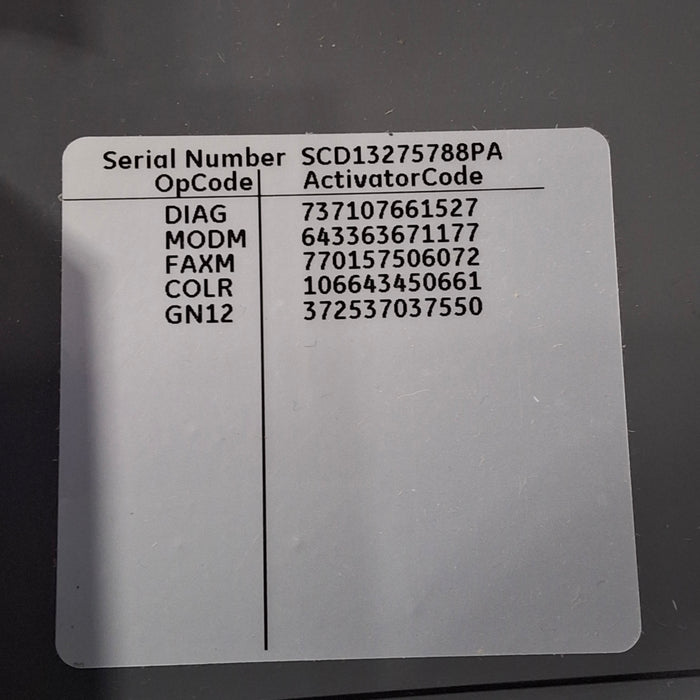 Serial Number SCD13275788PA
OpCode ActivatorCode
DIAG 737107661527
MODM 643363671177
FAXM 770157506072
COLR 106643450661
GN12 372537037550